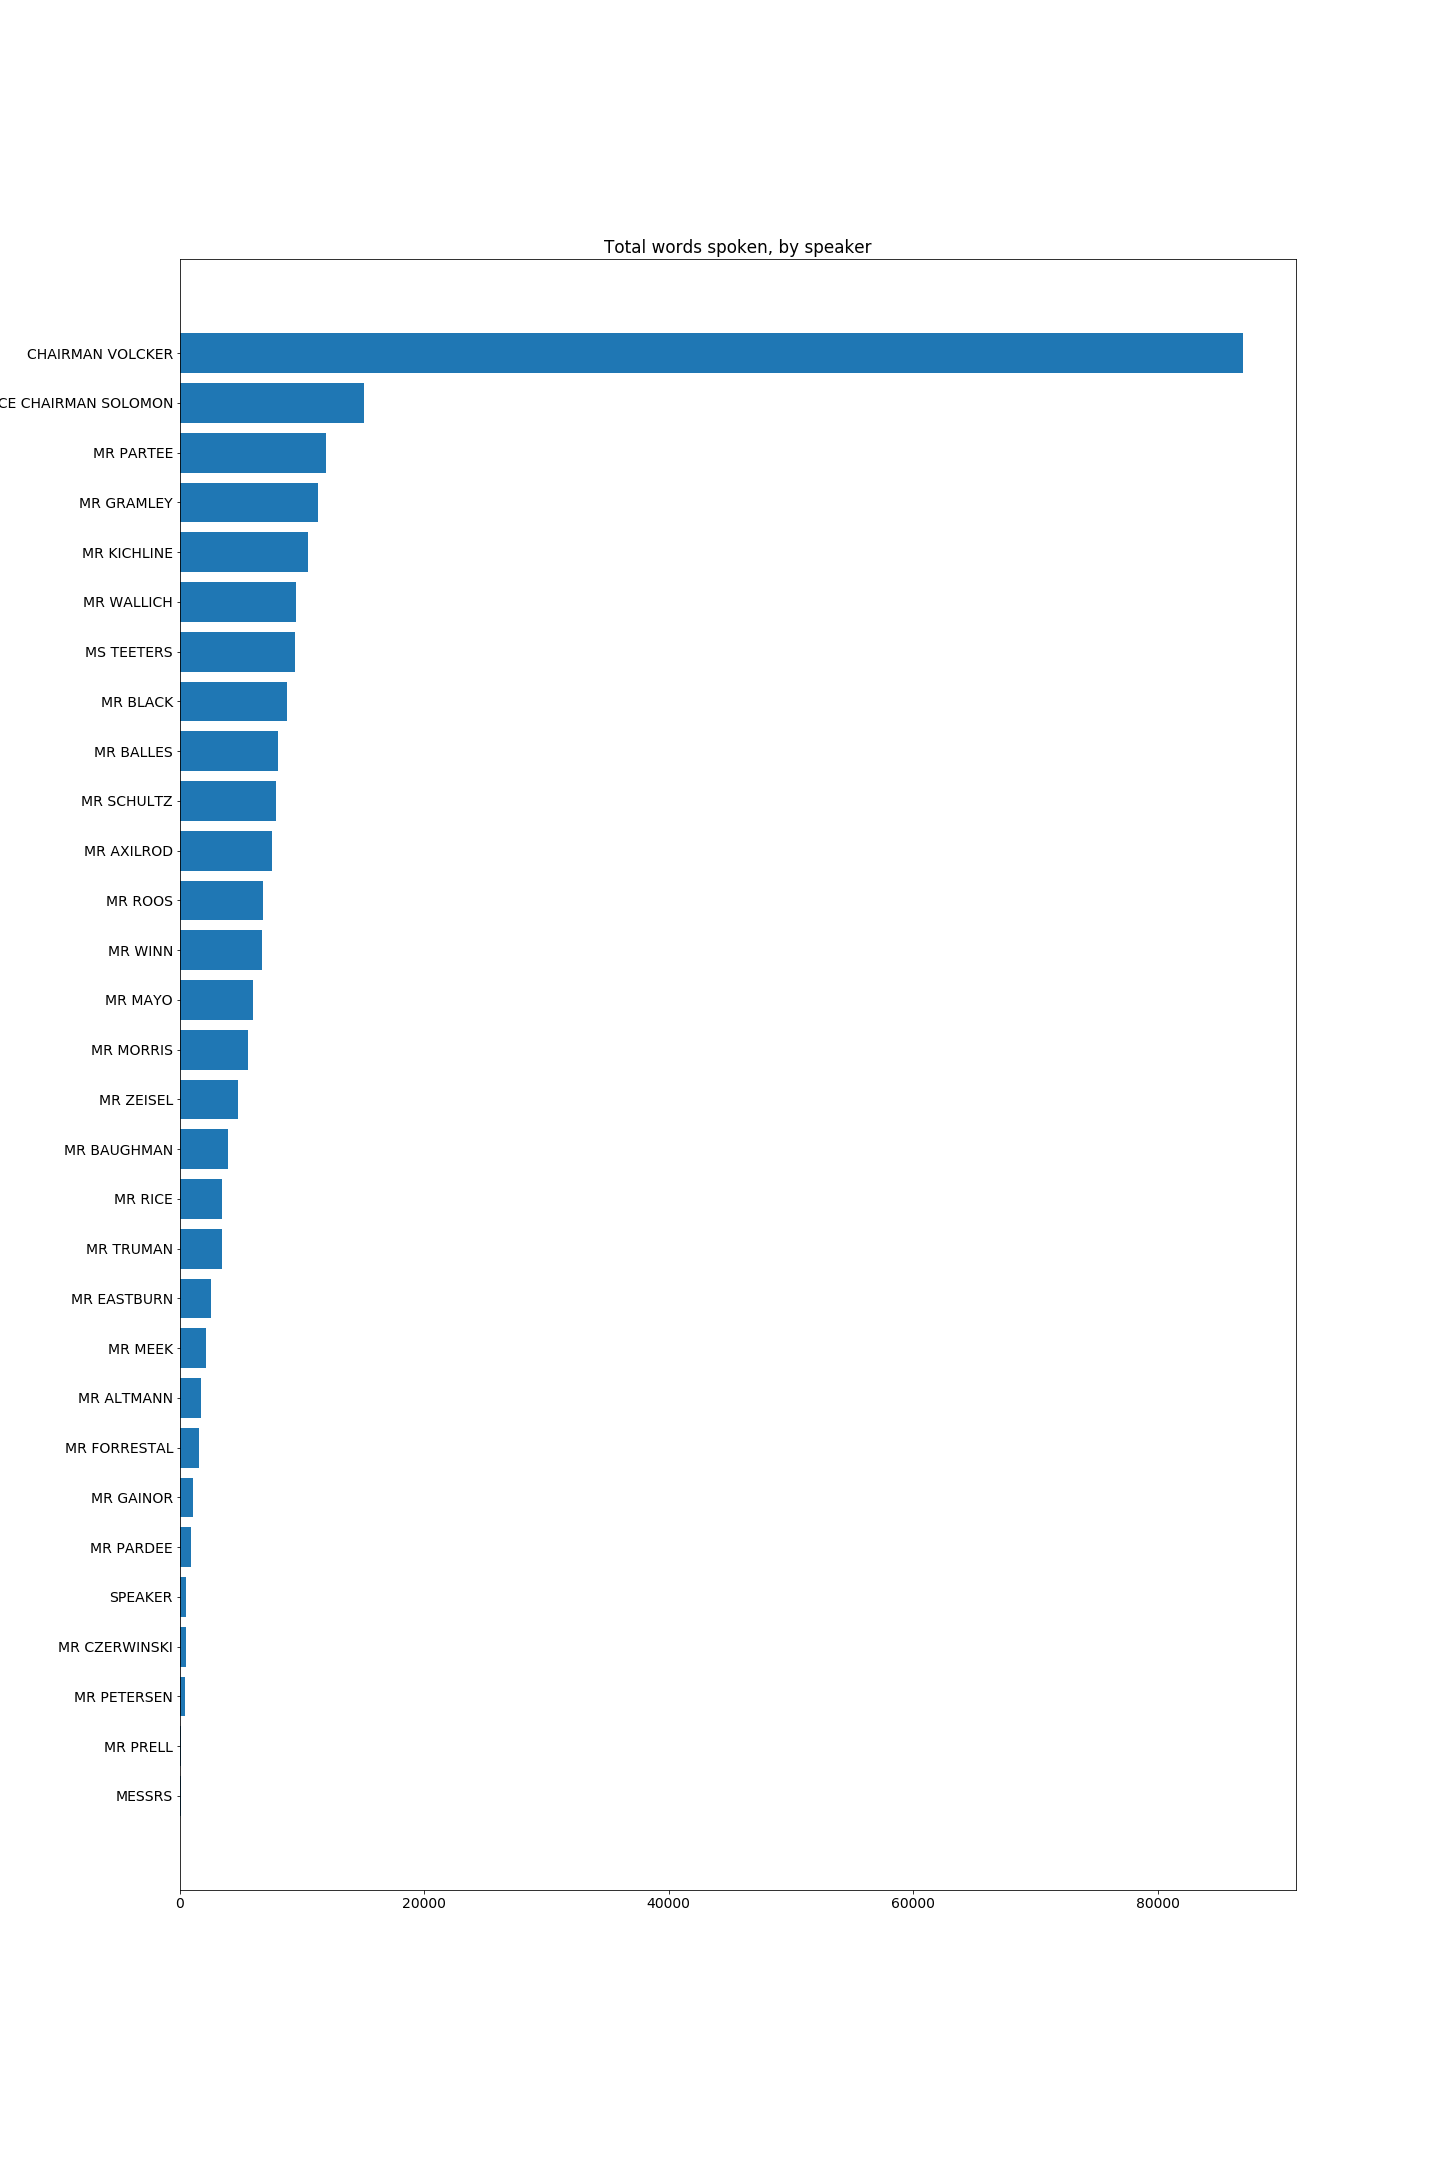 Total words spoken, by speaker
CHAIRMAN VOLCKER
CE CHAIRMAN SOLOMON
MR PARTEE
MR GRAMLEY
MR KICHLINE
MR WALLICH
MS TEETERS
MR BLACK
MR BALLES
MR SCHULTZ
MR AXILROD
MR ROOS
MR WINN
MR MAYO
MR MORRIS
MR ZEISEL
MR BAUGHMAN
MR RICE
MR TRUMAN
MR EASTBURN
MR MEEK
MR ALTMANN
MR FORRESTAL
MR GAINOR
MR PARDEE
SPEAKER
MR CZERWINSKI
MR PETERSEN
MR PRELL
MESSRS
0 20000 40000 60000 80000